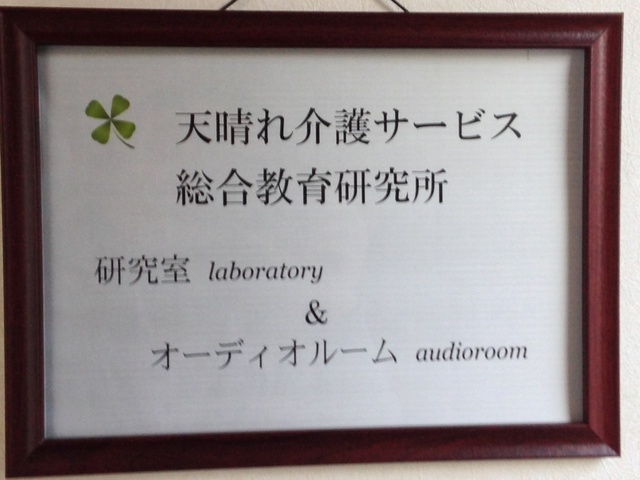 天晴れ介護サービス
総合教育研究所
研究室 laboratory
&
オーディオルーム audioroom